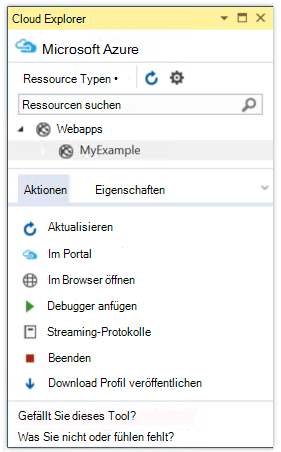 Cloud Explorer
Microsoft Azure
Ressource Typen •
Ressourcen suchen
Webapps
MyExample
Aktionen
Eigenschaften
Aktualisieren
Im Portal
Im Browser öffnen
Debugger anfügen
Streaming-Protokolle
Beenden
Download Profil veröffentlichen
Gefällt Sie dieses Tool?
Was Sie nicht oder fühlen fehlt?